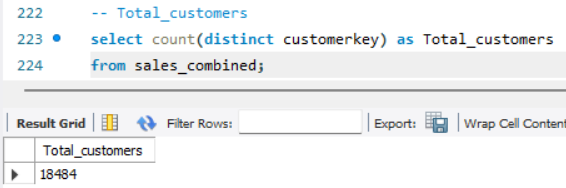 222 -- Total_customers
223 select count(distinct customerkey) as Total_customers
224 from sales_combined;
Result Grid Filter Rows: Export: Wrap Cell Content
Total_customers
18484